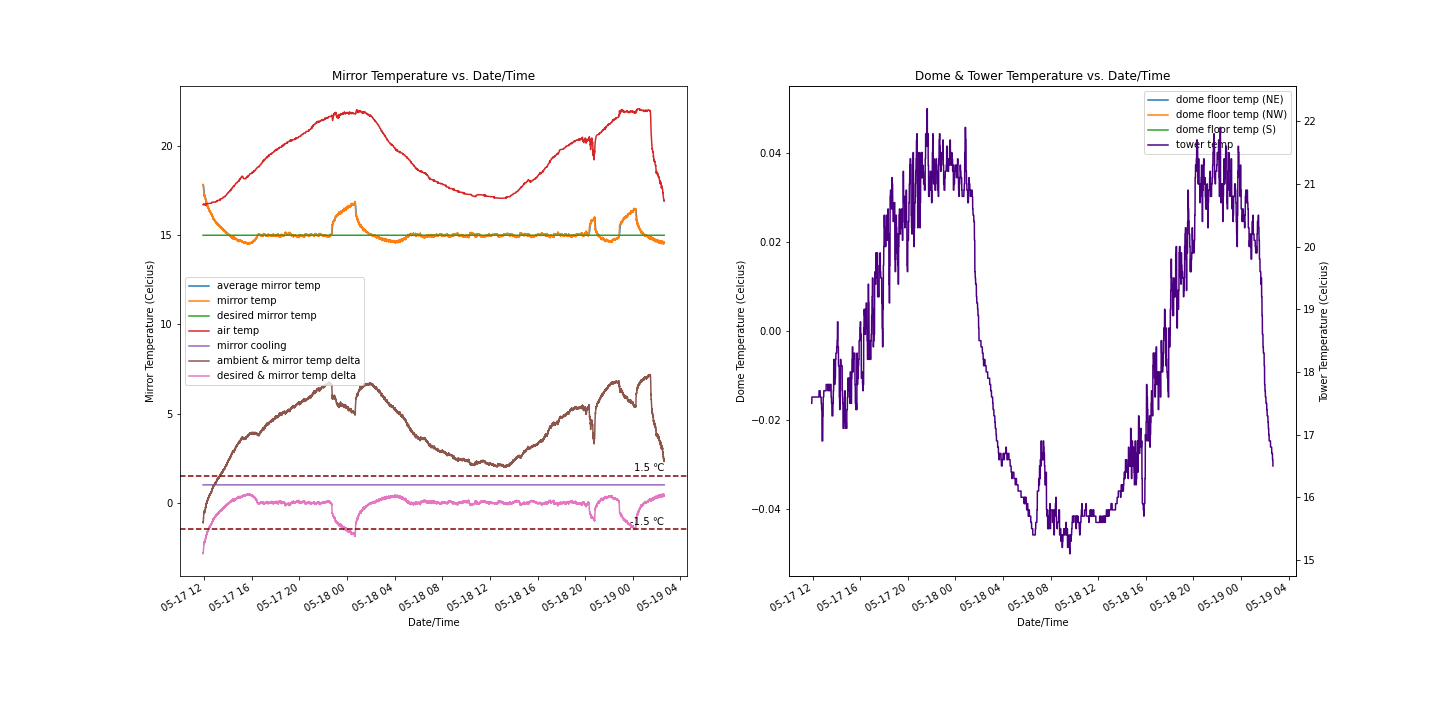 Mirror Temperature vs. Date/Time
Mirror Temperature (Celcius)
20
15
10
5
0
average mirror temp
mirror temp
desired mirror temp
air temp
mirror cooling
ambient & mirror temp delta
desired & mirror temp delta
1.5 °C
-1.5 °C
05-17 12
05-17 16
05-17 20
05-18 00
05-18 04
05-18 08
05-18 12
05-18 16
05-18 20
05-19 00
05-19 04
Date/Time
Dome & Tower Temperature vs. Date/Time
Dome Temperature (Celcius)
0.04
0.02
0.00
−0.02
−0.04
dome floor temp (NE)
dome floor temp (NW)
dome floor temp (S)
tower temp
22
21
20
19
18
17
16
15
Tower Temperature (Celcius)
05-17 12
05-17 16
05-17 20
05-18 00
05-18 04
05-18 08
05-18 12
05-18 16
05-18 20
05-19 00
05-19 04
Date/Time